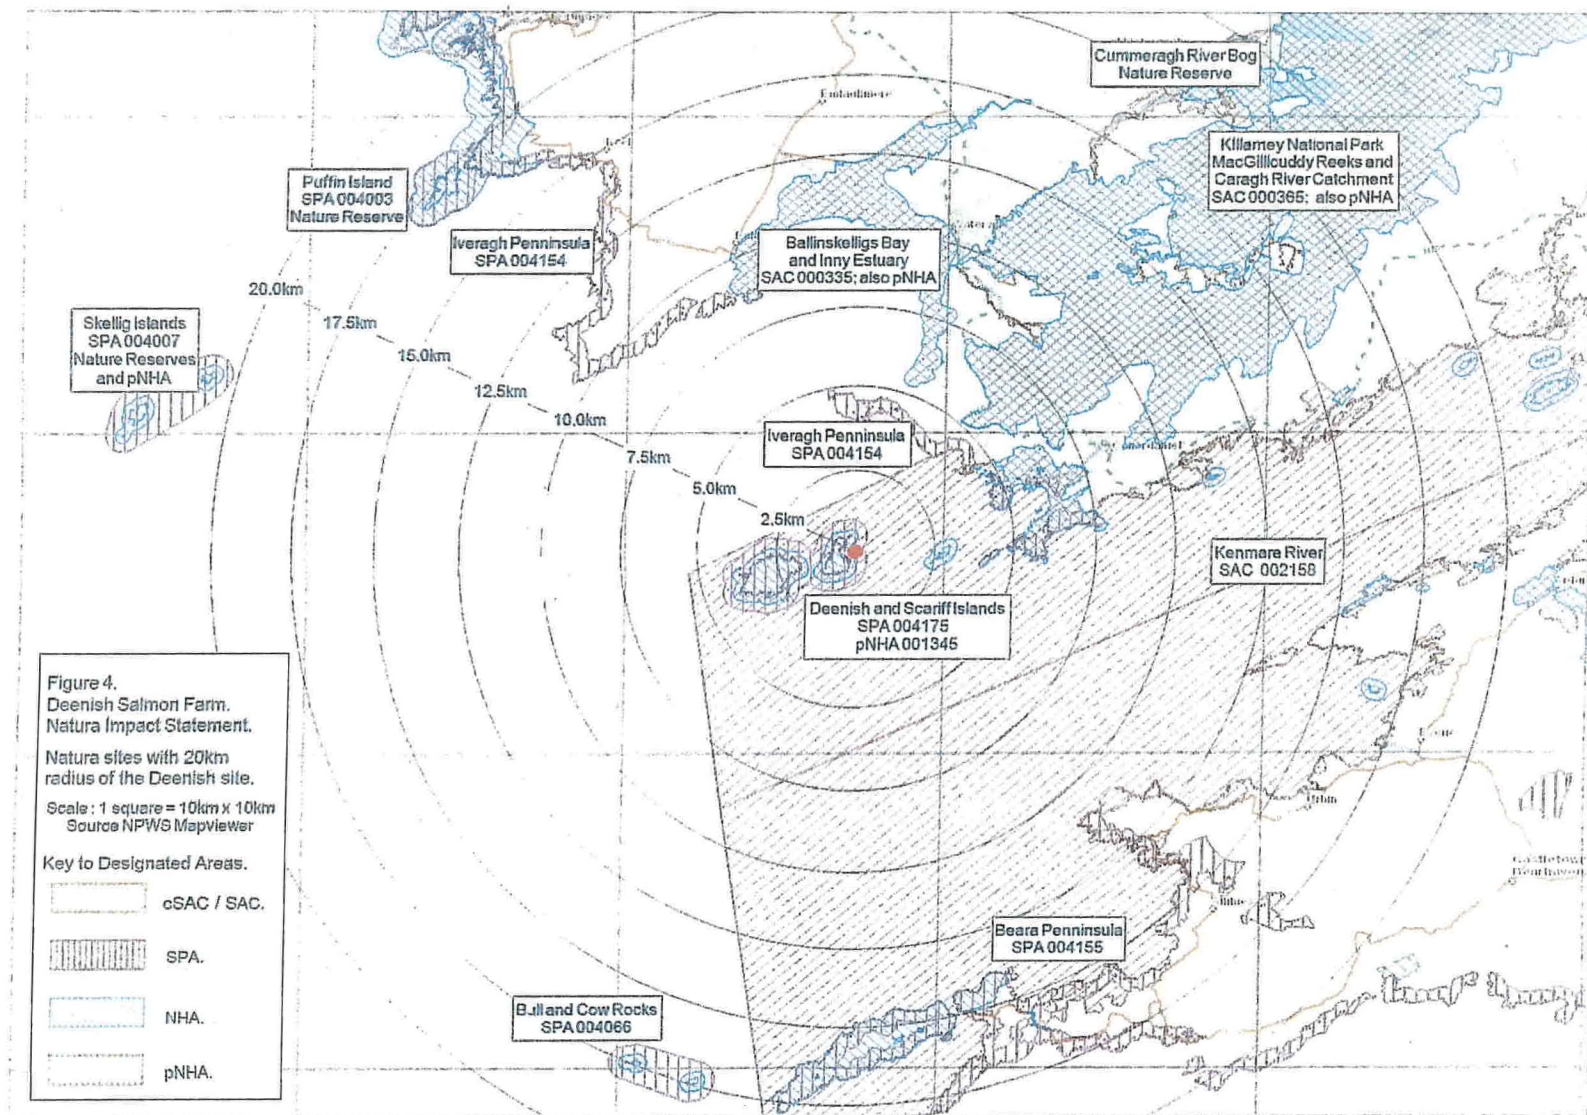 Cummeragh River Bog
Nature Reserve
Killarney National Park
MacGillicuddy Reeks and
Caragh River Catchment
SAC 000365; also pNHA
Puffin Island
SPA 004003
Nature Reserve
Iveragh Penninsula
SPA 004154
Ballinskelligs Bay
and Inny Estuary
SAC 000335; also pNHA
Skellig Islands
SPA 004007
Nature Reserves
and pNHA
20.0km
17.5km
15.0km
12.5km
10.0km
7.5km
5.0km
2.5km
Iveragh Penninsula
SPA 004154
Kenmare River
SAC 002158
Deenish and Scariff Islands
SPA 004175
pNHA 001345
Beara Penninsula
SPA 004155
Bull and Cow Rocks
SPA 004066
Castletown
Bearhaven
Figure 4.
Deenish Salmon Farm.
Natura Impact Statement.
Natura sites with 20km
radius of the Deenish site.
Scale : 1 square = 10km x 10km
Source NPWS Mapviewer
Key to Designated Areas.
cSAC / SAC.
SPA.
NHA.
pNHA.